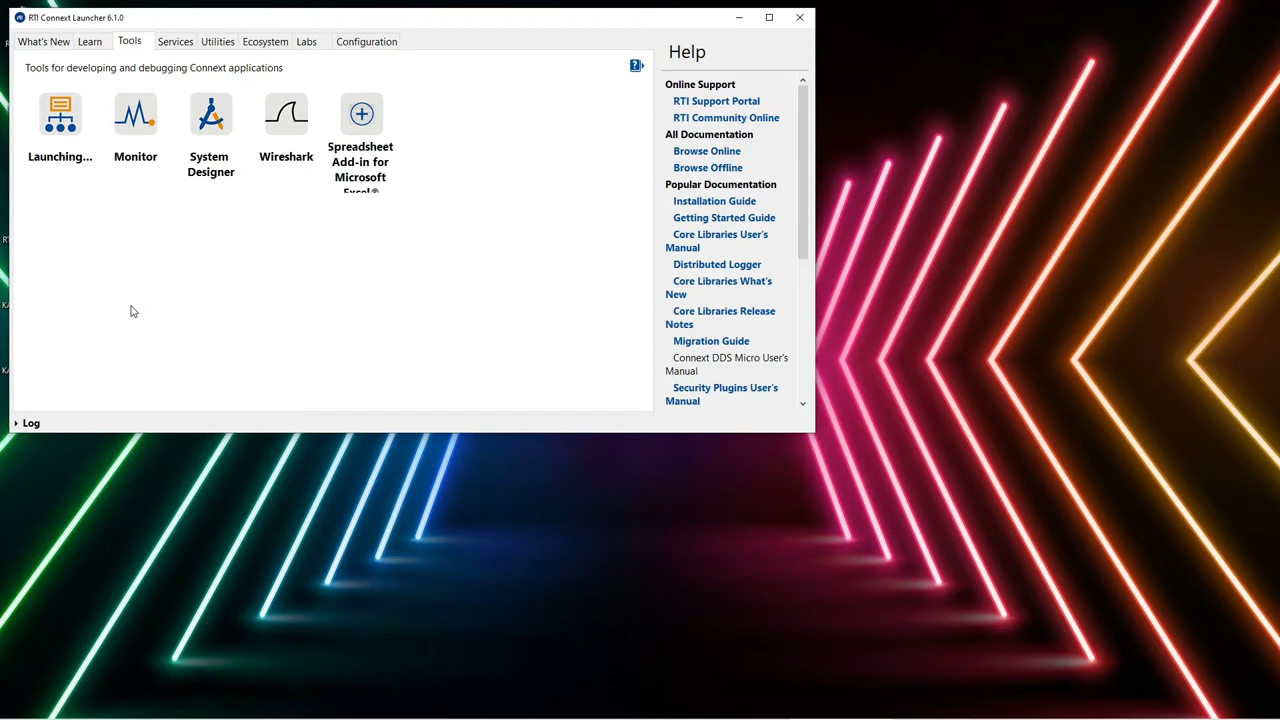 RTI Connext Launcher 6.1.0
What's New
Learn
Tools
Services
Utilities
Ecosystem
Labs
Configuration
Tools for developing and debugging Connext applications
Launching...
Monitor
System
Designer
Wireshark
Spreadsheet
Add-in for
Microsoft
Excel®
Log
Help
Online Support
RTI Support Portal
RTI Community Online
All Documentation
Browse Online
Browse Offline
Popular Documentation
Installation Guide
Getting Started Guide
Core Libraries User's
Manual
Distributed Logger
Core Libraries What's
New
Core Libraries Release
Notes
Migration Guide
Connext DDS Micro User's
Manual
Security Plugins User's
Manual